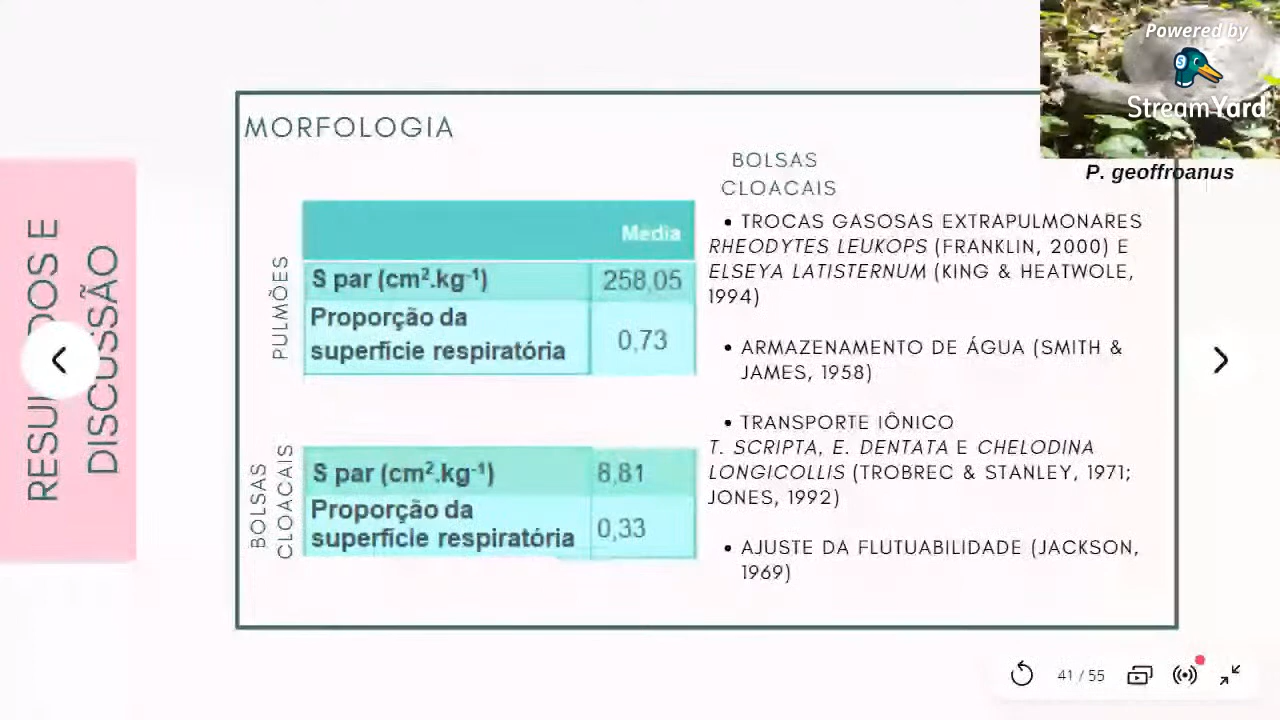 Powered by
StreamYard
P. geoffroanus
MORFOLOGIA
DISCUSSÃO
PULMÕES
Média
S par (cm².kg⁻¹) 258,05
Proporção da
superfície respiratória 0,73
BOLSAS
CLOACAIS
S par (cm².kg⁻¹) 8,81
Proporção da
superfície respiratória 0,33
BOLSAS
CLOACAIS
• TROCAS GASOSAS EXTRAPULMONARES
RHEODYTES LEUKOPS (FRANKLIN, 2000) E
ELSEYA LATISTERNUM (KING & HEATWOLE,
1994)
• ARMAZENAMENTO DE ÁGUA (SMITH &
JAMES, 1958)
• TRANSPORTE IÔNICO
T. SCRIPTA, E. DENTATA E CHELODINA
LONGICOLLIS (TROBREC & STANLEY, 1971;
JONES, 1992)
• AJUSTE DA FLUTUABILIDADE (JACKSON,
1969)
41 / 55